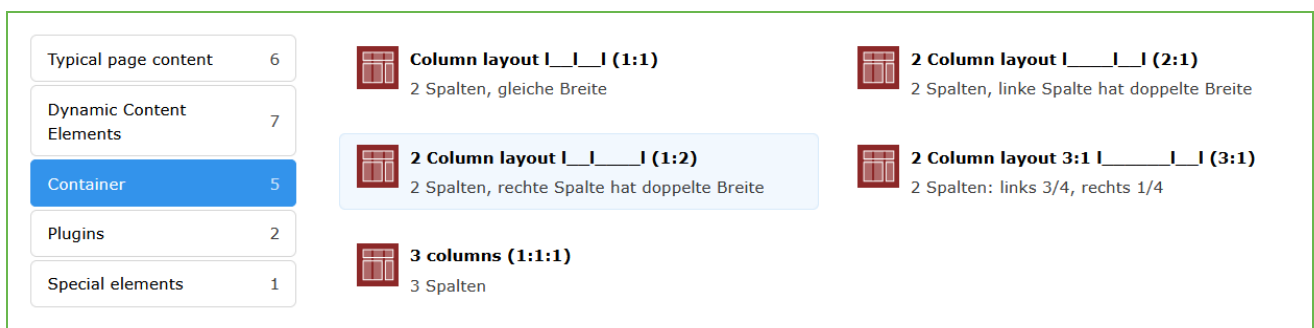 Typical page content 6
Dynamic Content
Elements 7
Container 5
Plugins 2
Special elements 1
Column layout l__l__l (1:1)
2 Spalten, gleiche Breite
2 Column layout l____l__l (2:1)
2 Spalten, linke Spalte hat doppelte Breite
2 Column layout l__l____l (1:2)
2 Spalten, rechte Spalte hat doppelte Breite
2 Column layout 3:1 l______l__l (3:1)
2 Spalten: links 3/4, rechts 1/4
3 columns (1:1:1)
3 Spalten